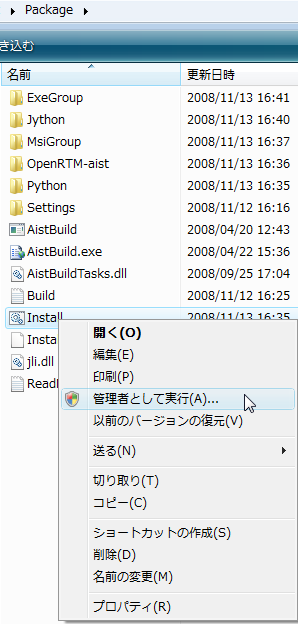 Package
き込む
名前 更新日時
ExeGroup 2008/11/13 16:41
Jython 2008/11/13 16:40
MsiGroup 2008/11/13 16:37
OpenRTM-aist 2008/11/13 16:40
Python 2008/11/13 16:35
Settings 2008/11/12 16:16
AistBuild 2008/04/20 12:43
AistBuild.exe 2008/04/22 15:36
AistBuildTasks.dll 2008/09/25 17:04
Build 2008/11/12 16:25
Install 2008/11/13 16:35
Instal
jli.dll
Read
開く(O)
編集(E)
印刷(P)
管理者として実行(A)...
以前のバージョンの復元(V)
送る(N)
切り取り(T)
コピー(C)
ショートカットの作成(S)
削除(D)
名前の変更(M)
プロパティ(R)